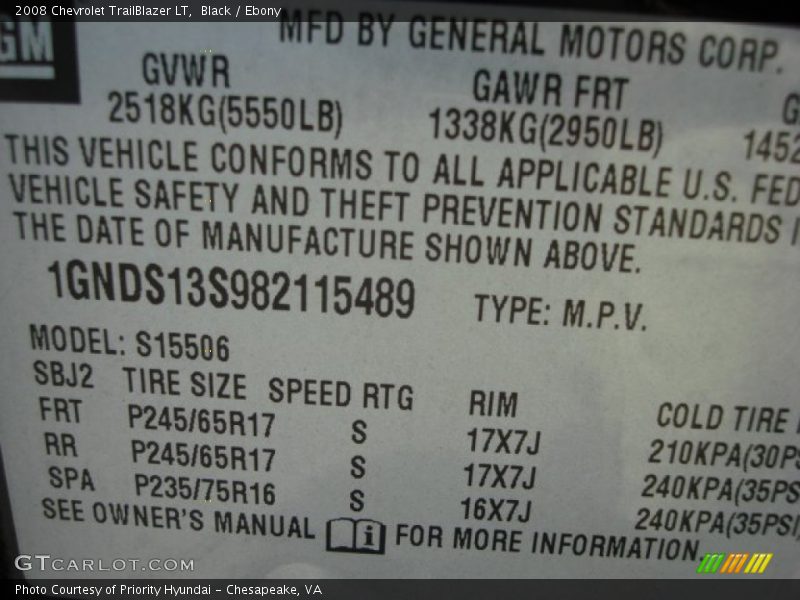 2008 Chevrolet TrailBlazer LT,  Black / Ebony
GM
MFD BY GENERAL MOTORS CORP.
GVWR GAWR FRT G
2518KG(5550LB) 1338KG(2950LB) 1452
THIS VEHICLE CONFORMS TO ALL APPLICABLE U.S. FED
VEHICLE SAFETY AND THEFT PREVENTION STANDARDS I
THE DATE OF MANUFACTURE SHOWN ABOVE.
1GNDS13S982115489 TYPE: M.P.V.
MODEL: S15506
SBJ2 TIRE SIZE SPEED RTG RIM COLD TIRE
FRT P245/65R17 S 17X7J 210KPA(30PS
RR P245/65R17 S 17X7J 240KPA(35PS
SPA P235/75R16 S 16X7J 240KPA(35PSI)
SEE OWNER'S MANUAL i FOR MORE INFORMATION.
GTCARLOT.COM
Photo Courtesy of Priority Hyundai – Chesapeake, VA